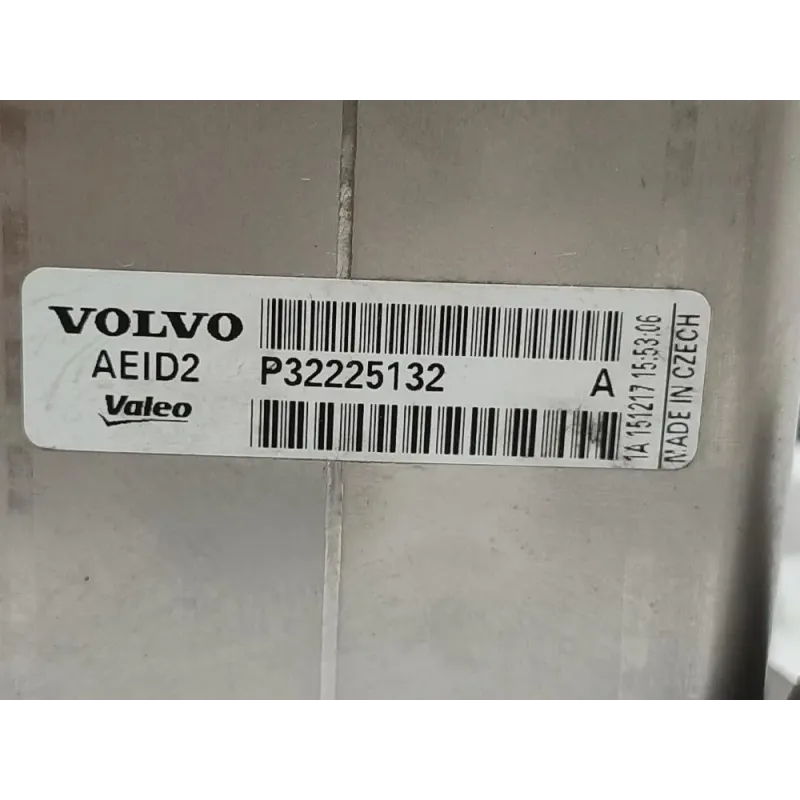 VOLVO
AEID2
Valeo
P32225132 A
1A 151217 15:53:06
MADE IN CZECH